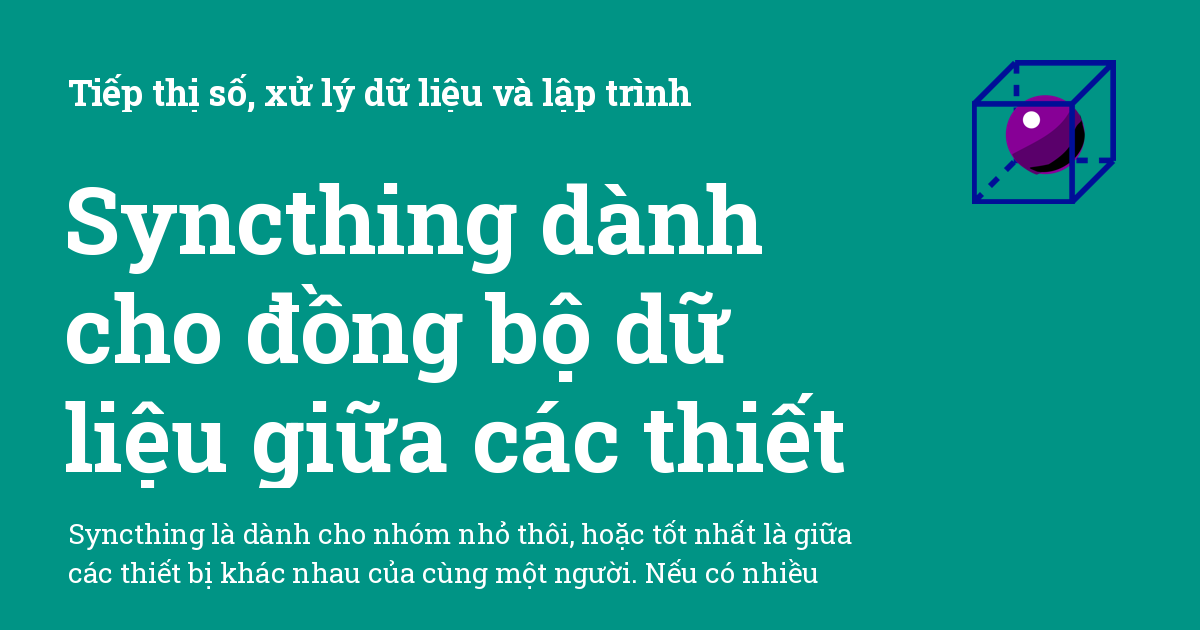 Tiếp thị số, xử lý dữ liệu và lập trình
Syncthing dành
cho đồng bộ dữ
liệu giữa các thiết
Syncthing là dành cho nhóm nhỏ thôi, hoặc tốt nhất là giữa
các thiết bị khác nhau của cùng một người. Nếu có nhiều